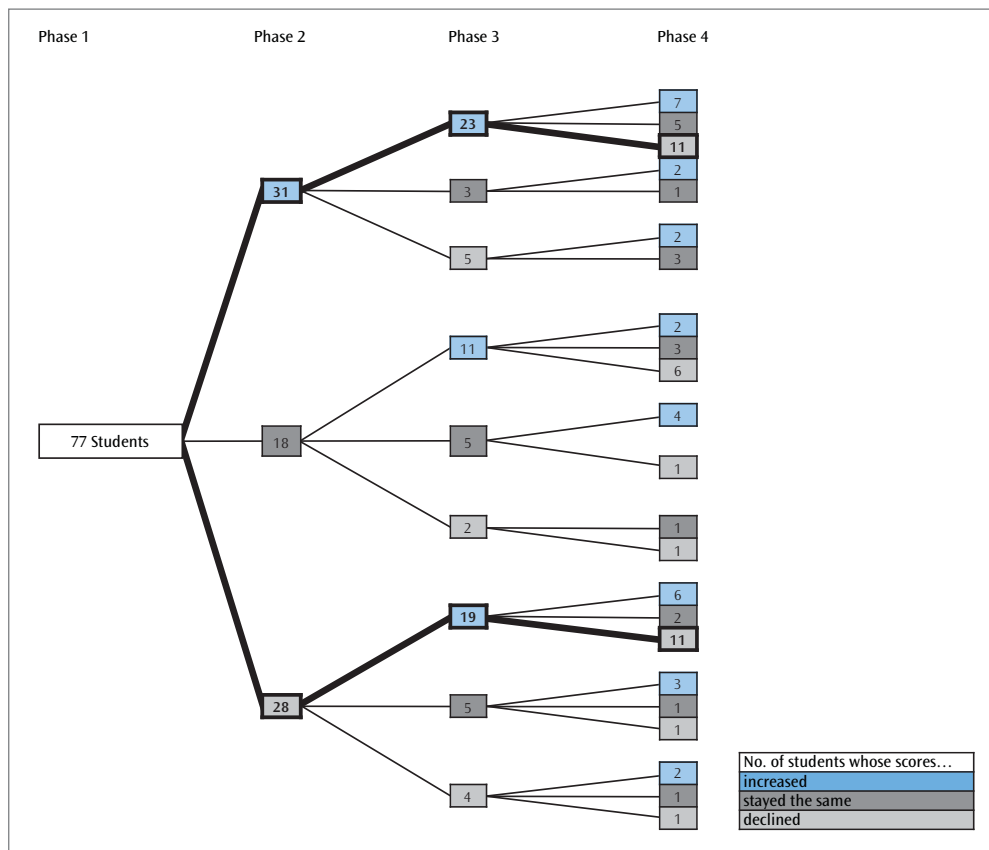 Phase 1 Phase 2 Phase 3 Phase 4
7
23 5
11
2
31 3 1
2
5 3
2
11 3
6
4
77 Students 18 5
1
1
2 1
6
19 2
11
3
28 5 1
1
No. of students whose scores…
2 increased
4 1 stayed the same
1 declined